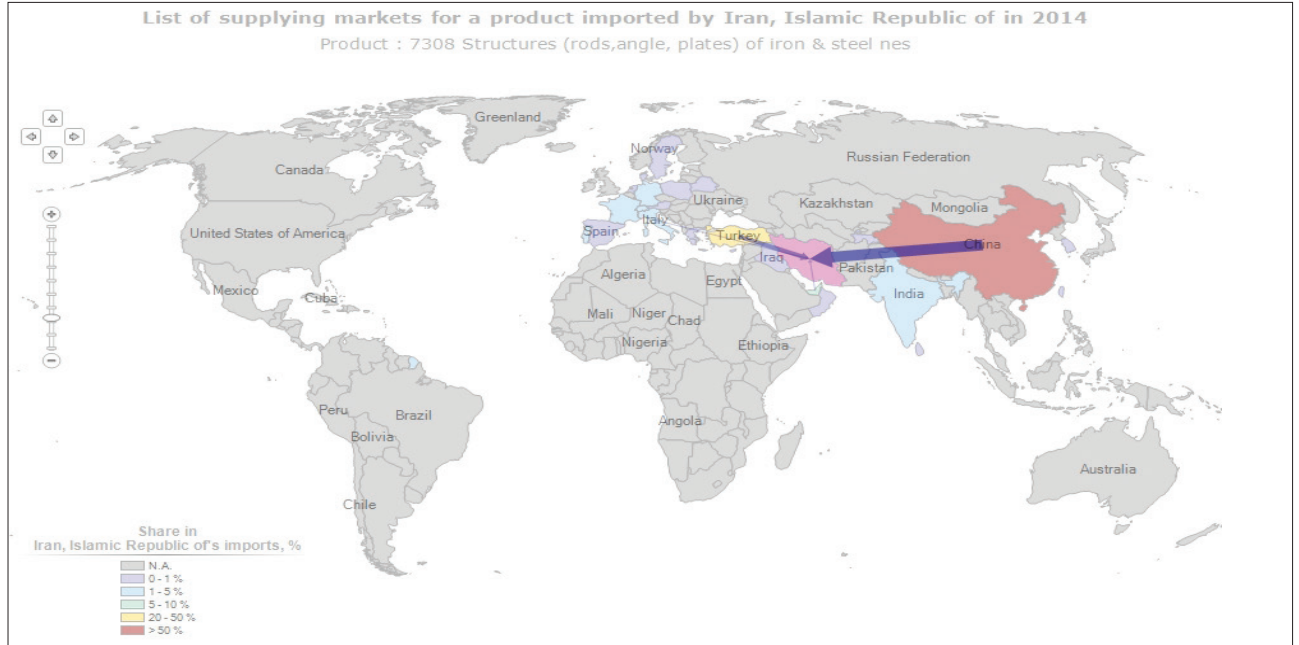 List of supplying markets for a product imported by Iran, Islamic Republic of in 2014
Product : 7308 Structures (rods,angle, plates) of iron & steel nes
Greenland
Norway
Canada
Russian Federation
Ukraine
Kazakhstan
Mongolia
Italy
Spain
United States of America
Turkey
China
Iraq
Pakistan
Algeria
Egypt
Mexico
Cuba
India
Mali
Niger
Chad
Nigeria
Ethiopia
Peru
Brazil
Angola
Bolivia
Australia
Chile
Share in
Iran, Islamic Republic of's imports, %
N.A.
0 - 1 %
1 - 5 %
5 - 10 %
20 - 50 %
> 50 %